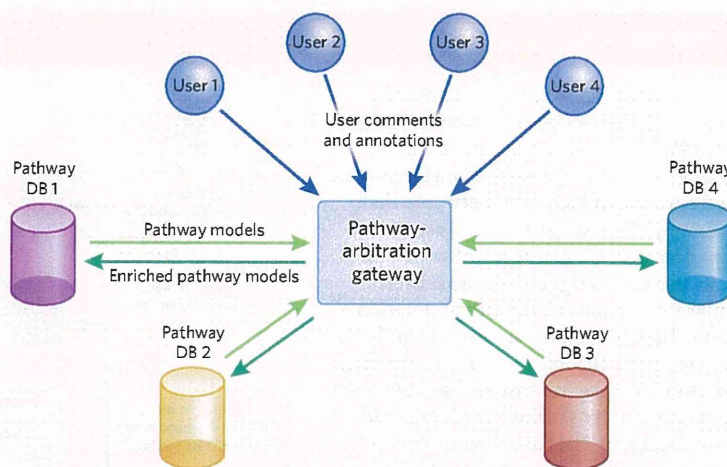 User 1
User 2
User 3
User 4
User comments
and annotations
Pathway
DB 1
Pathway
DB 4
Pathway models
Enriched pathway models
Pathway-
arbitration
gateway
Pathway
DB 2
Pathway
DB 3